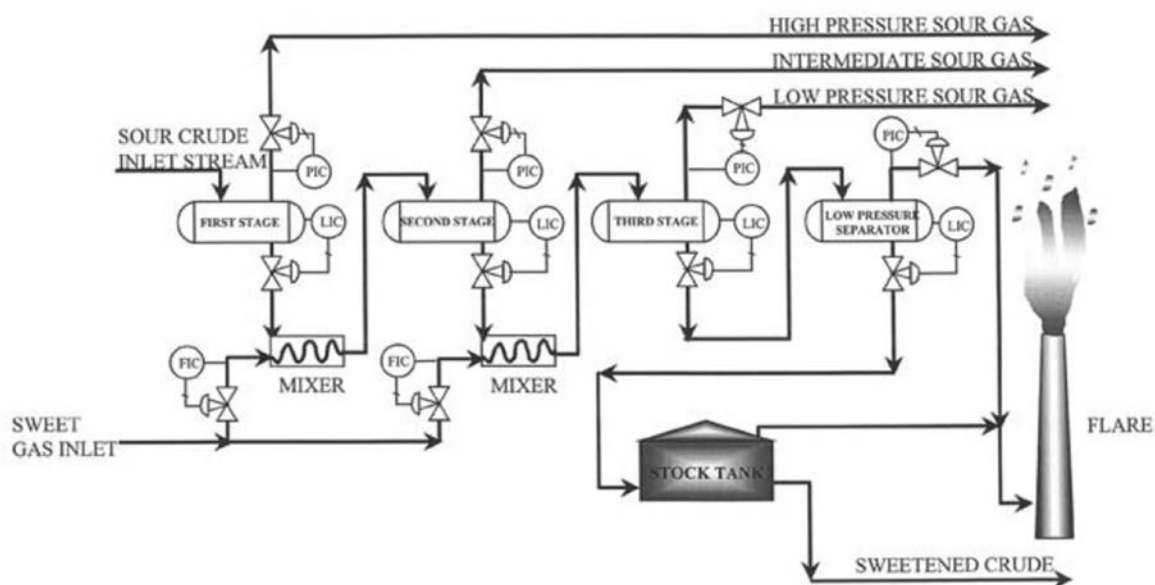 HIGH PRESSURE SOUR GAS
INTERMEDIATE SOUR GAS
LOW PRESSURE SOUR GAS
SOUR CRUDE
INLET STREAM
PIC
PIC
PIC
PIC
FIRST STAGE
LIC
SECOND STAGE
LIC
THIRD STAGE
LIC
LOW PRESSURE
SEPARATOR
LIC
FIC
MIXER
FIC
MIXER
SWEET
GAS INLET
FLARE
STOCK TANK
SWEETENED CRUDE